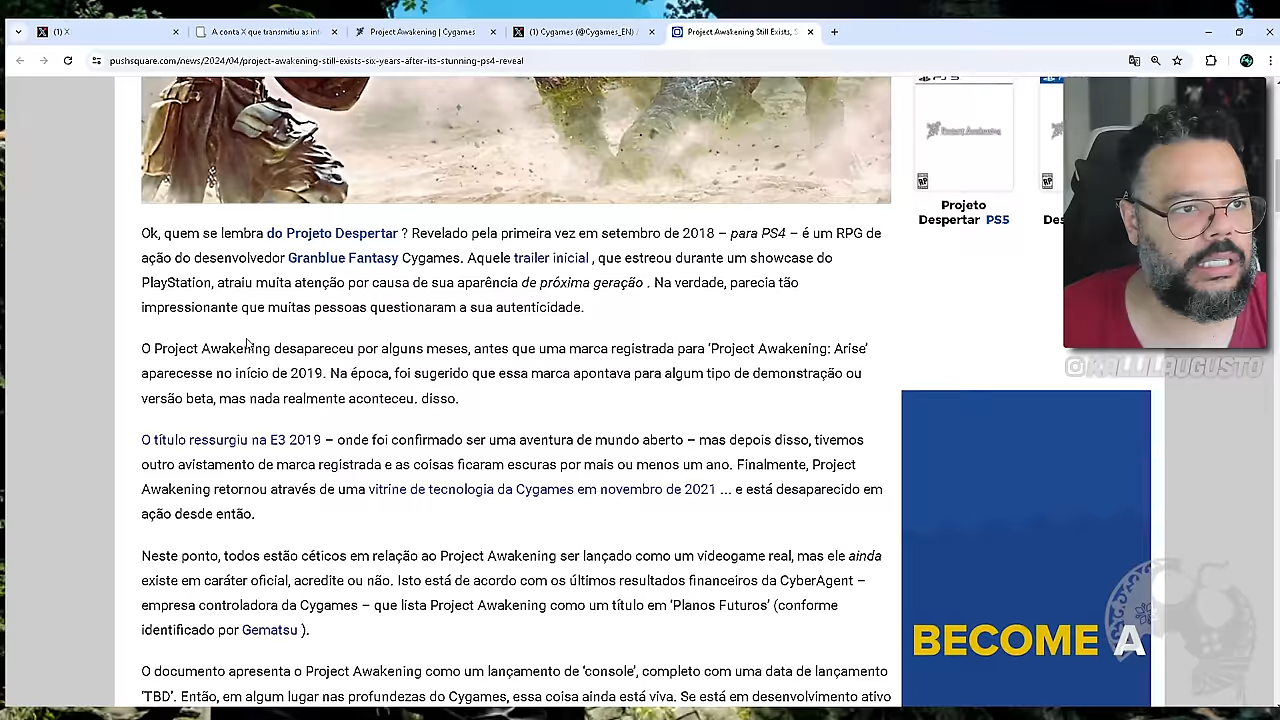 (1) X
A conta X que transmitiu as inf
Project Awakening | Cygames
(1) Cygames (@Cygames_EN) /
Project Awakening Still Exists, S
pushsquare.com/news/2024/04/project-awakening-still-exists-six-years-after-its-stunning-ps4-reveal
PS5
Project Awakening
RP
RP
Projeto
Despertar PS5
Des
Ok, quem se lembra do Projeto Despertar ? Revelado pela primeira vez em setembro de 2018 – para PS4 – é um RPG de
ação do desenvolvedor Granblue Fantasy Cygames. Aquele trailer inicial , que estreou durante um showcase do
PlayStation, atraiu muita atenção por causa de sua aparência de próxima geração . Na verdade, parecia tão
impressionante que muitas pessoas questionaram a sua autenticidade.
O Project Awakening desapareceu por alguns meses, antes que uma marca registrada para ‘Project Awakening: Arise’
aparecesse no início de 2019. Na época, foi sugerido que essa marca apontava para algum tipo de demonstração ou
versão beta, mas nada realmente aconteceu. disso.
O título ressurgiu na E3 2019 – onde foi confirmado ser uma aventura de mundo aberto – mas depois disso, tivemos
outro avistamento de marca registrada e as coisas ficaram escuras por mais ou menos um ano. Finalmente, Project
Awakening retornou através de uma vitrine de tecnologia da Cygames em novembro de 2021 ... e está desaparecido em
ação desde então.
Neste ponto, todos estão céticos em relação ao Project Awakening ser lançado como um videogame real, mas ele ainda
existe em caráter oficial, acredite ou não. Isto está de acordo com os últimos resultados financeiros da CyberAgent –
empresa controladora da Cygames – que lista Project Awakening como um título em ‘Planos Futuros’ (conforme
identificado por Gematsu ).
O documento apresenta o Project Awakening como um lançamento de ‘console’, completo com uma data de lançamento
‘TBD’. Então, em algum lugar nas profundezas do Cygames, essa coisa ainda está viva. Se está em desenvolvimento ativo
@KALLILAUGUSTO
BECOME A